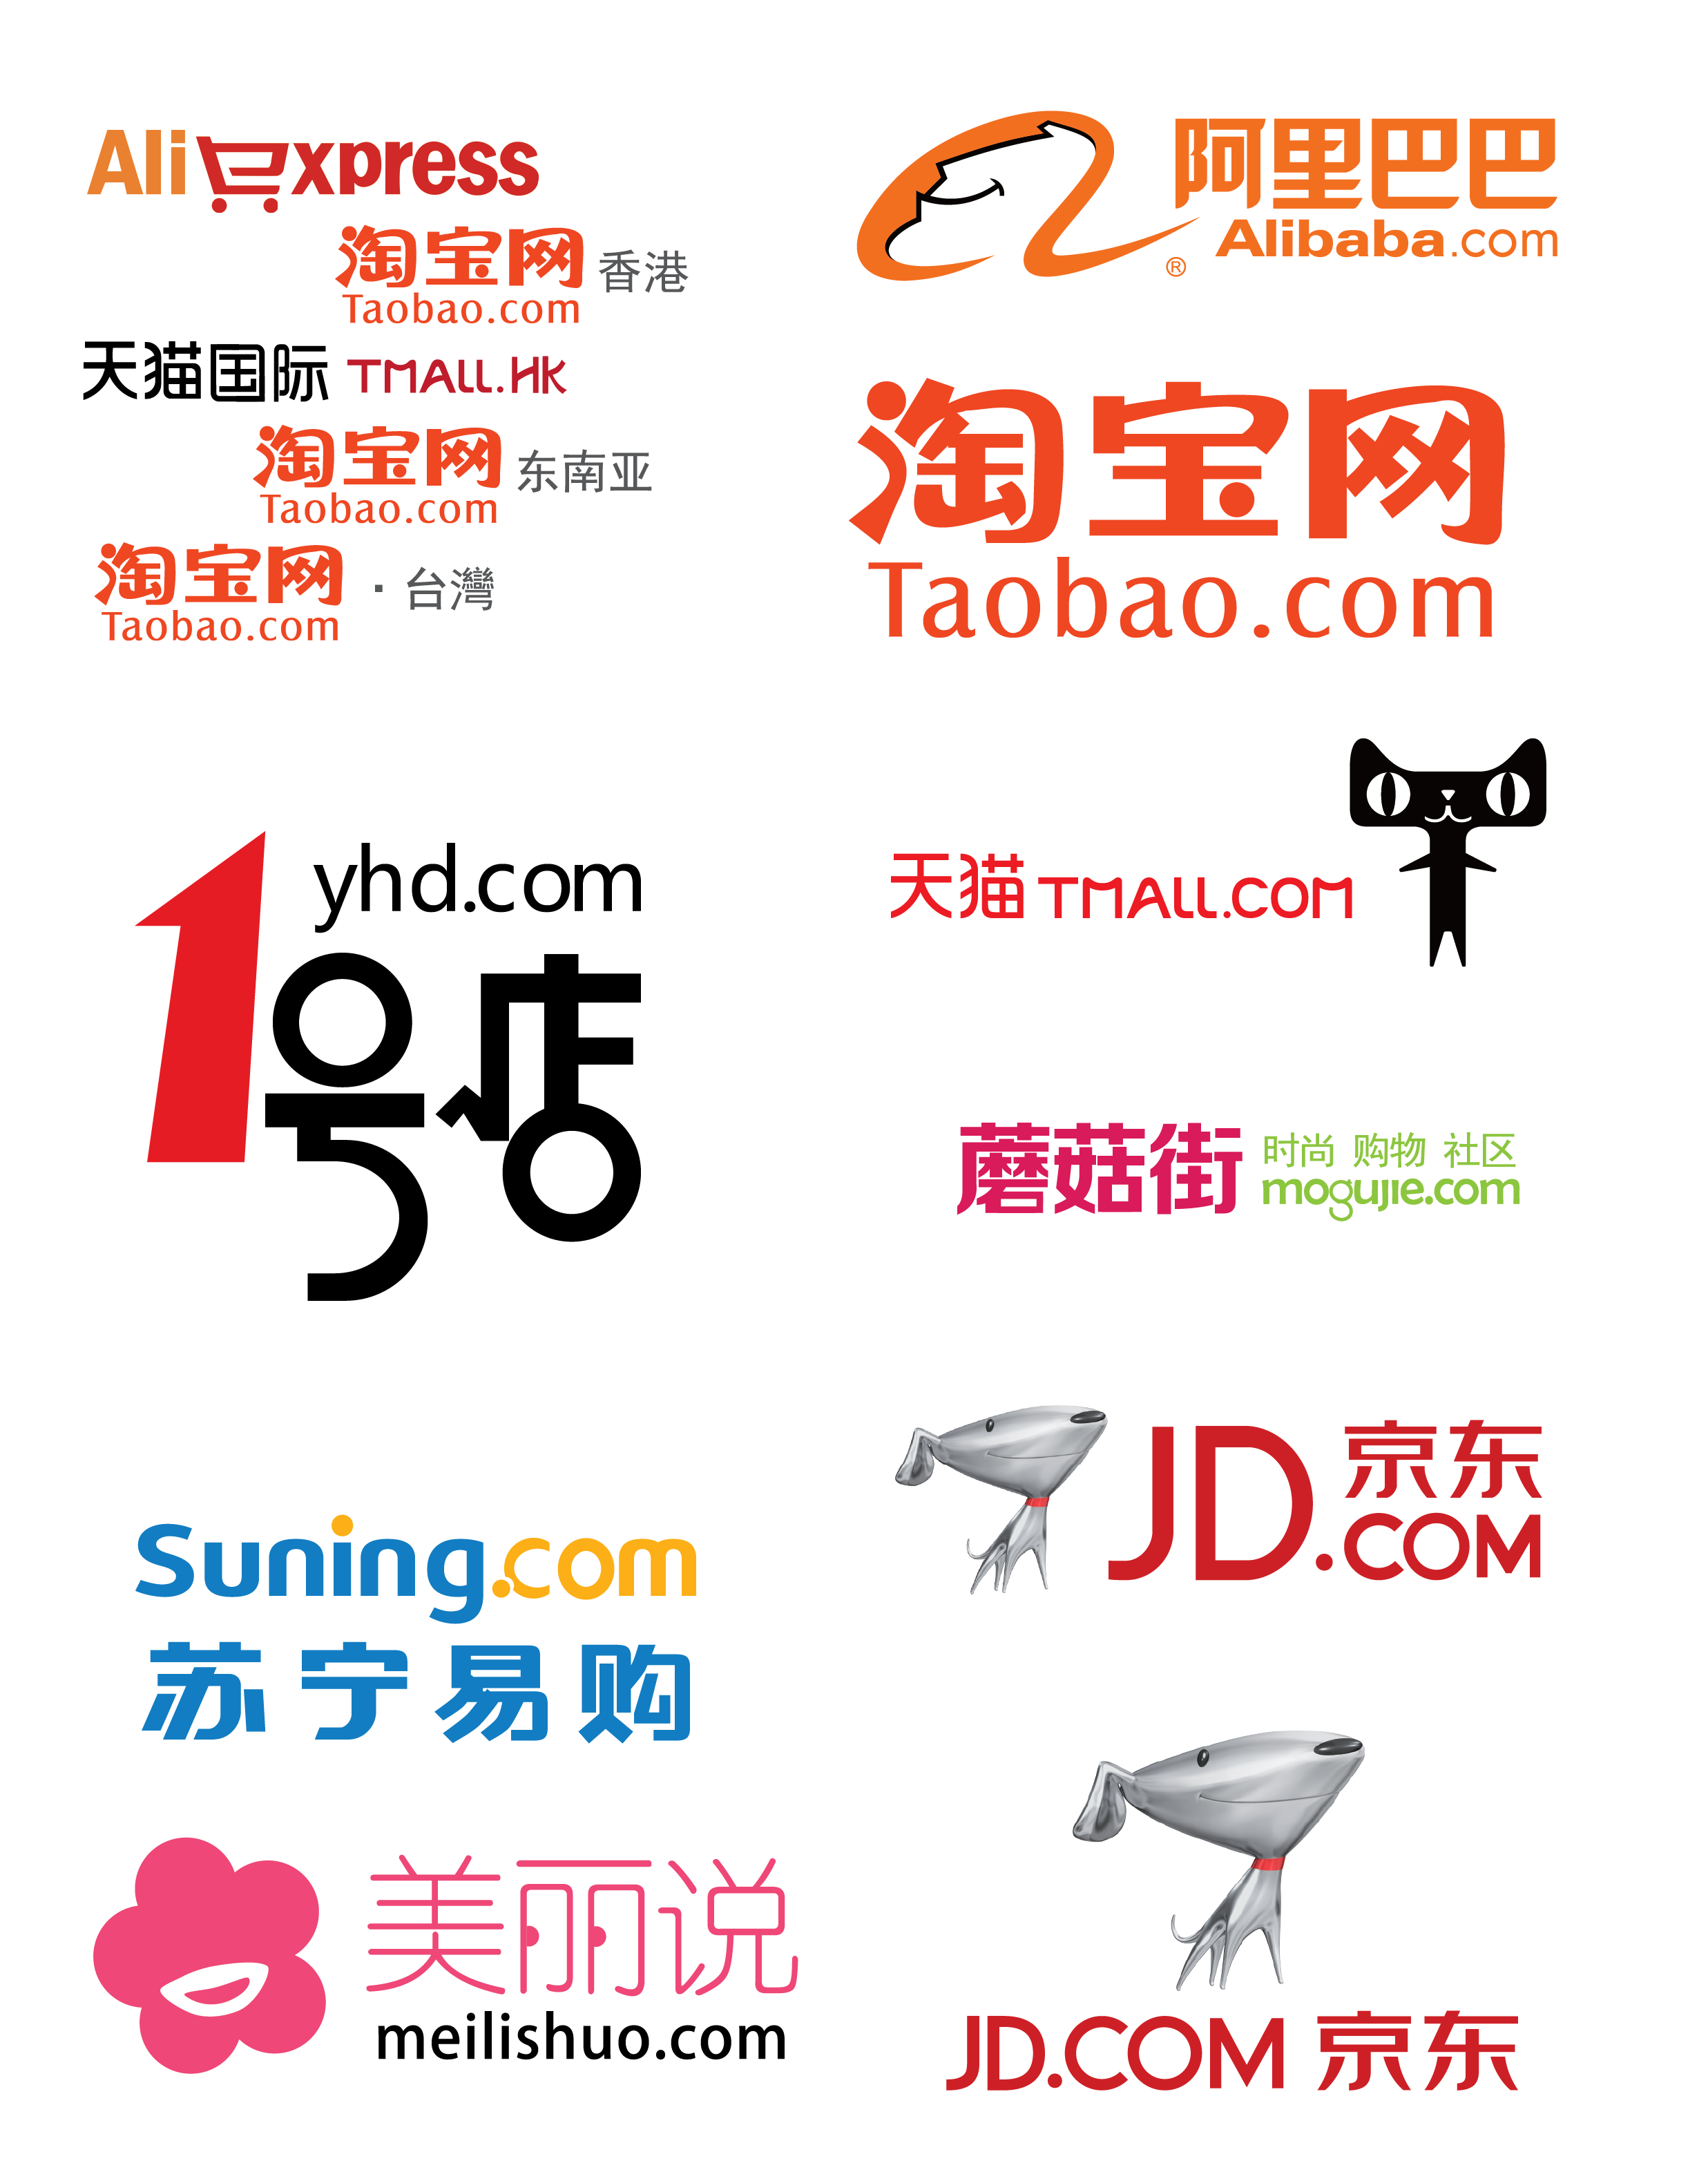 AliExpress
淘宝网 香港
Taobao.com
天猫国际 TMALL.HK
淘宝网 东南亚
Taobao.com
淘宝网 · 台灣
Taobao.com
阿里巴巴
® Alibaba.com
淘宝网
Taobao.com
yhd.com
1号店
天猫 TMALL.COM
蘑菇街 时尚 购物 社区
mogujie.com
Suning.com
苏宁易购
JD.COM 京东
美丽说
meilishuo.com
JD.COM 京东